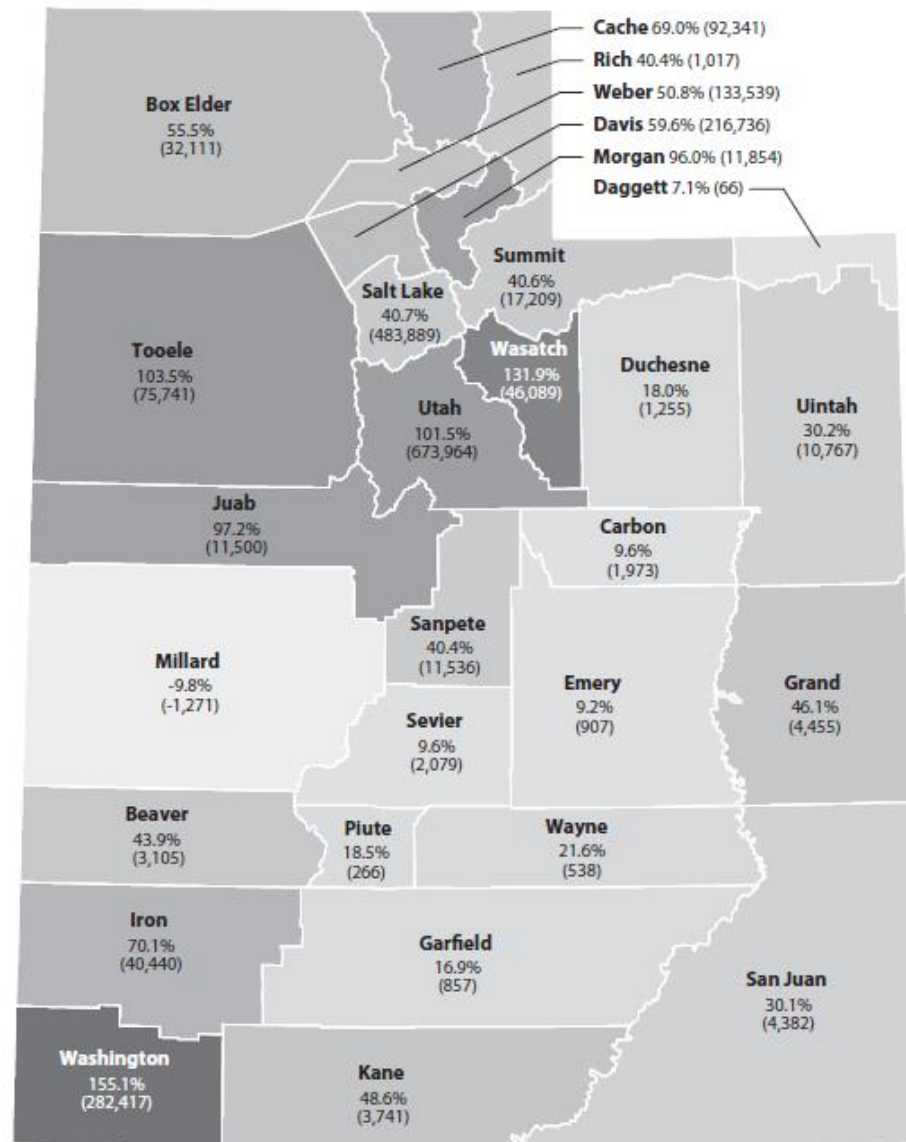 Cache 69.0% (92,341)
Rich 40.4% (1,017)
Weber 50.8% (133,539)
Davis 59.6% (216,736)
Morgan 96.0% (11,854)
Daggett 7.1% (66)
Box Elder
55.5%
(32,111)
Summit
40.6%
(17,209)
Salt Lake
40.7%
(483,889)
Tooele
103.5%
(75,741)
Wasatch
131.9%
(46,089)
Duchesne
18.0%
(1,255)
Uintah
30.2%
(10,767)
Utah
101.5%
(673,964)
Juab
97.2%
(11,500)
Carbon
9.6%
(1,973)
Sanpete
40.4%
(11,536)
Millard
-9.8%
(-1,271)
Emery
9.2%
(907)
Grand
46.1%
(4,455)
Sevier
9.6%
(2,079)
Beaver
43.9%
(3,105)
Piute
18.5%
(266)
Wayne
21.6%
(538)
Iron
70.1%
(40,440)
Garfield
16.9%
(857)
San Juan
30.1%
(4,382)
Washington
155.1%
(282,417)
Kane
48.6%
(3,741)